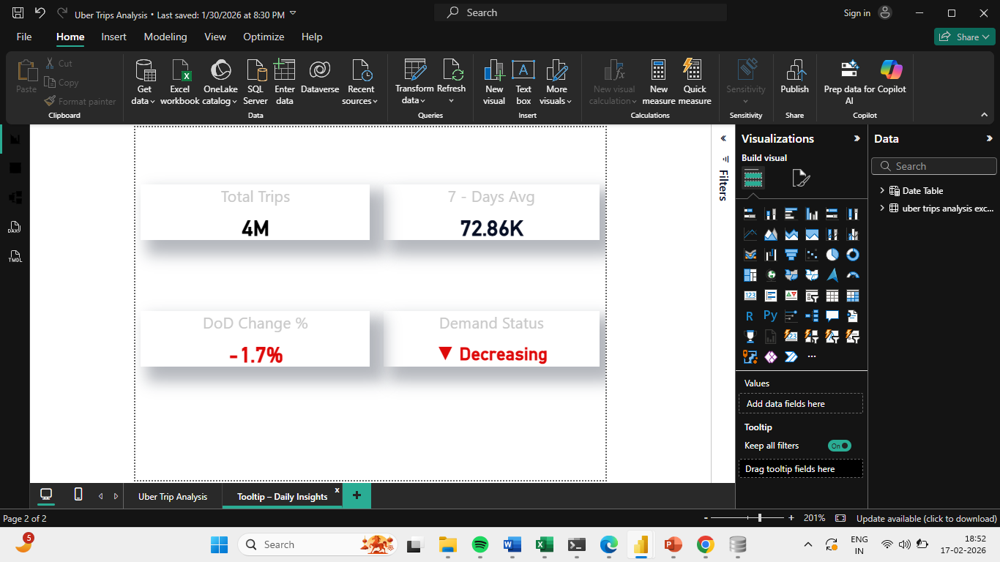 Uber Trips Analysis • Last saved: 1/30/2026 at 8:30 PM
Search
Sign in
File
Home
Insert
Modeling
View
Optimize
Help
Share
Paste
Cut
Copy
Format painter
Clipboard
Get data
Excel workbook
OneLake catalog
SQL Server
Enter data
Dataverse
Recent sources
Data
Transform data
Refresh
Queries
New visual
A
Text box
More visuals
Insert
New visual calculation
New measure
Quick measure
Calculations
Sensitivity
Sensitivity
Publish
Share
Prep data for AI
Copilot
Copilot
DAX
TMDL
Total Trips
4M
7 - Days Avg
72.86K
DoD Change %
-1.7%
Demand Status
▼ Decreasing
Filters
Visualizations
Build visual
123
R
Py
123
...
Values
Add data fields here
Tooltip
Keep all filters
On
Drag tooltip fields here
Data
Search
Date Table
uber trips analysis exc...
Uber Trip Analysis
Tooltip – Daily Insights
x
+
Page 2 of 2
- + 201%
Update available (click to download)
5
Search
ENG
IN
18:52
17-02-2026